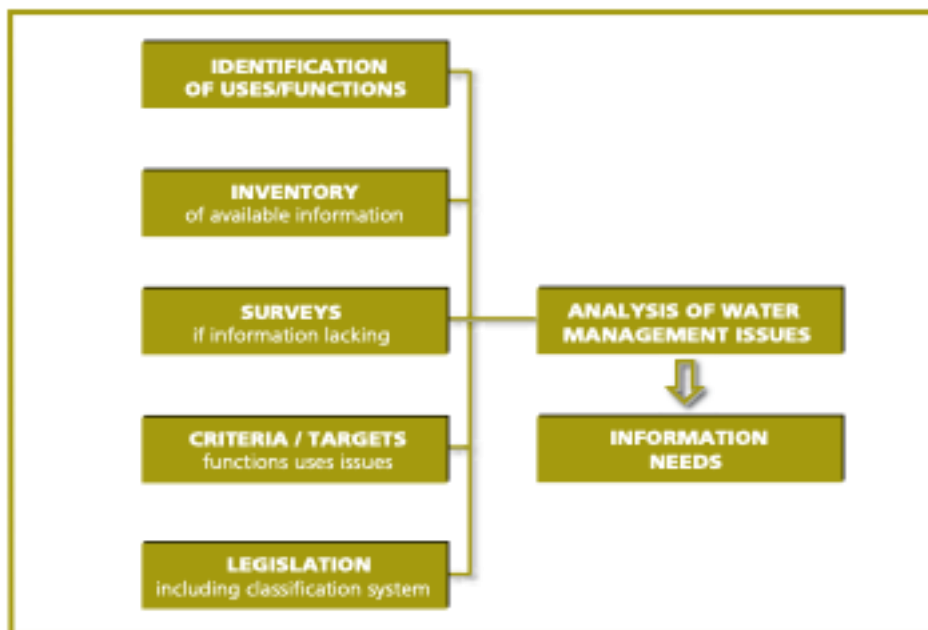 IDENTIFICATION
OF USES/FUNCTIONS
INVENTORY
of available information
SURVEYS
if information lacking
CRITERIA / TARGETS
functions uses issues
LEGISLATION
including classification system
ANALYSIS OF WATER
MANAGEMENT ISSUES
INFORMATION
NEEDS